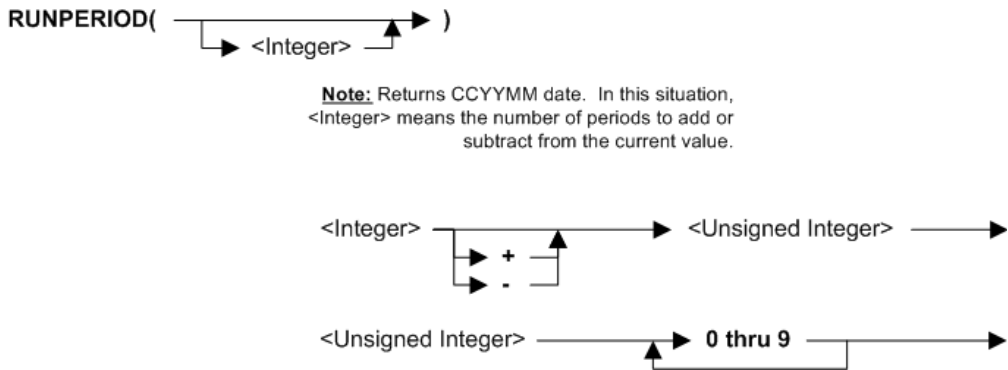 RUNPERIOD( )
<Integer>
Note: Returns CCYYMM date. In this situation,
<Integer> means the number of periods to add or
subtract from the current value.
<Integer> <Unsigned Integer>
+
-
<Unsigned Integer> 0 thru 9